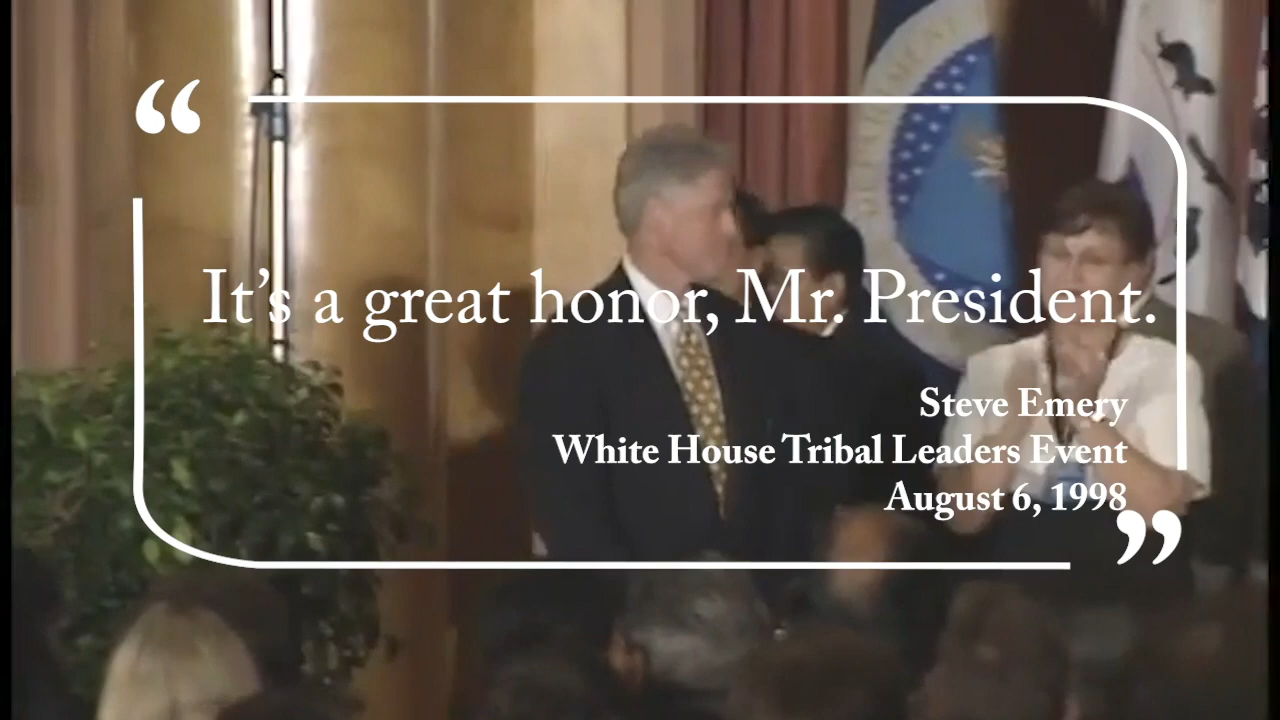 “
It’s a great honor, Mr. President.
Steve Emery
White House Tribal Leaders Event
August 6, 1998
”